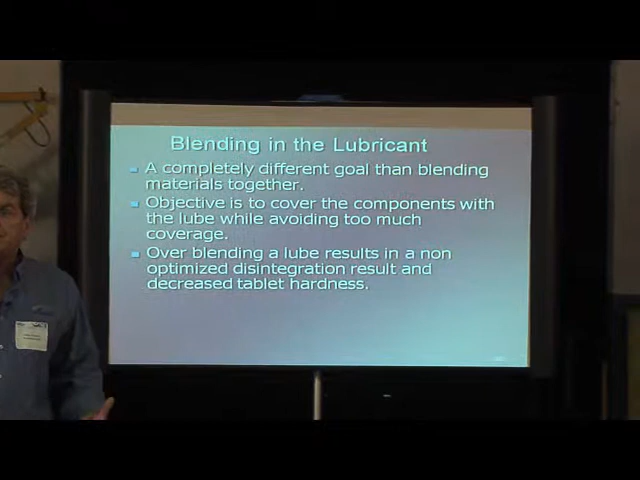 Blending in the Lubricant
A completely different goal than blending
materials together.
Objective is to cover the components with
the lube while avoiding too much
coverage.
Over blending a lube results in a non
optimized disintegration result and
decreased tablet hardness.